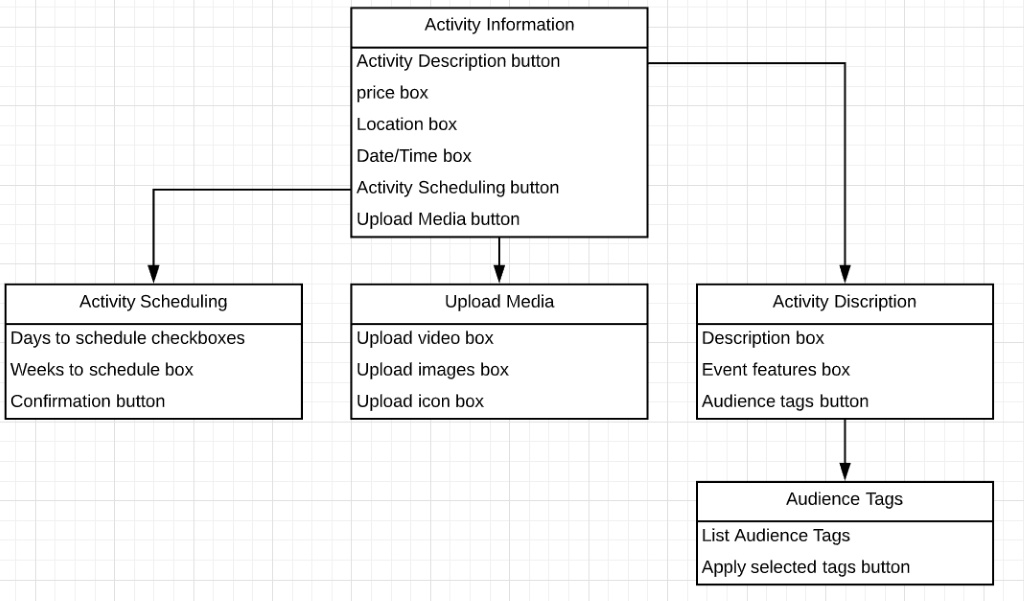 Activity Information
Activity Description button
price box
Location box
Date/Time box
Activity Scheduling button
Upload Media button
Activity Scheduling
Days to schedule checkboxes
Weeks to schedule box
Confirmation button
Upload Media
Upload video box
Upload images box
Upload icon box
Activity Discription
Description box
Event features box
Audience tags button
Audience Tags
List Audience Tags
Apply selected tags button